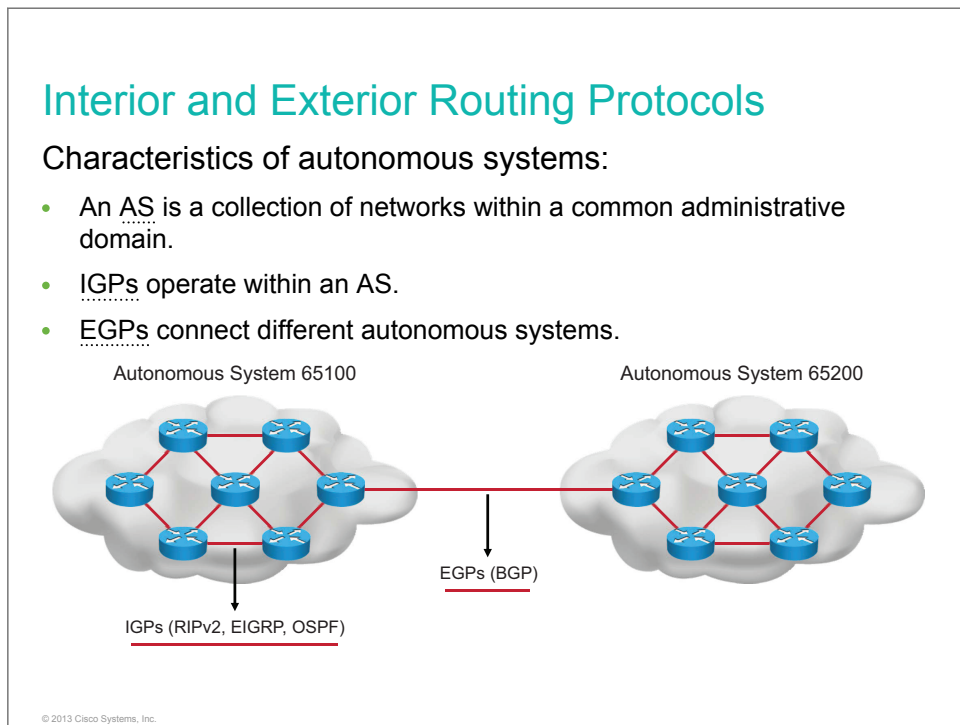 Interior and Exterior Routing Protocols
Characteristics of autonomous systems:
• An AS is a collection of networks within a common administrative
domain.
• IGPs operate within an AS.
• EGPs connect different autonomous systems.
Autonomous System 65100
Autonomous System 65200
EGPs (BGP)
IGPs (RIPv2, EIGRP, OSPF)
© 2013 Cisco Systems, Inc.